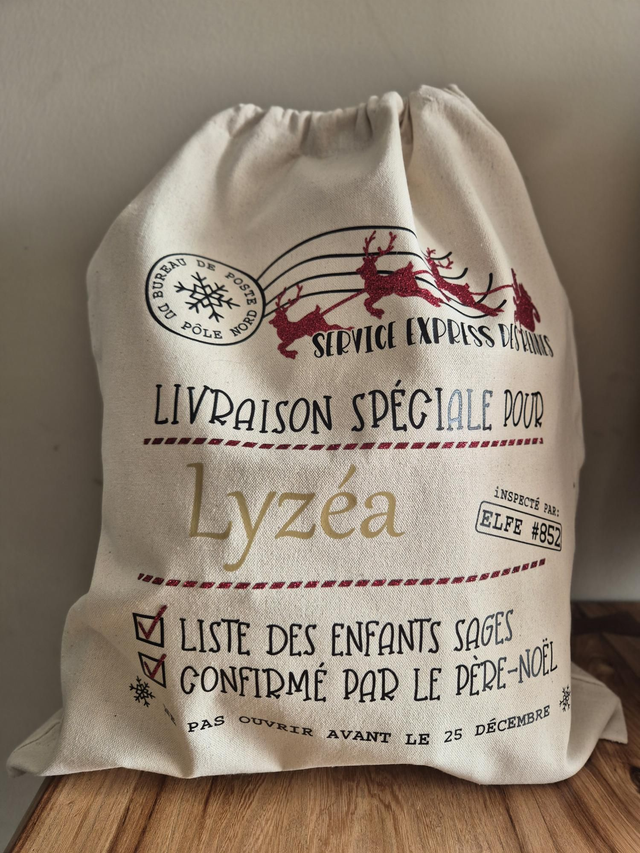 BUREAU DE POSTE
DU PÔLE NORD
SERVICE EXPRESS DES
LIVRAISON SPÉCIALE POUR
Lyzéa
iNSPECTÉ PAR:
ELFE #852
LISTE DES ENFANTS SAGES
CONFIRMÉ PAR LE PÈRE-NOËL
PAS OUVRIR AVANT LE 25 DÉCEMBRE